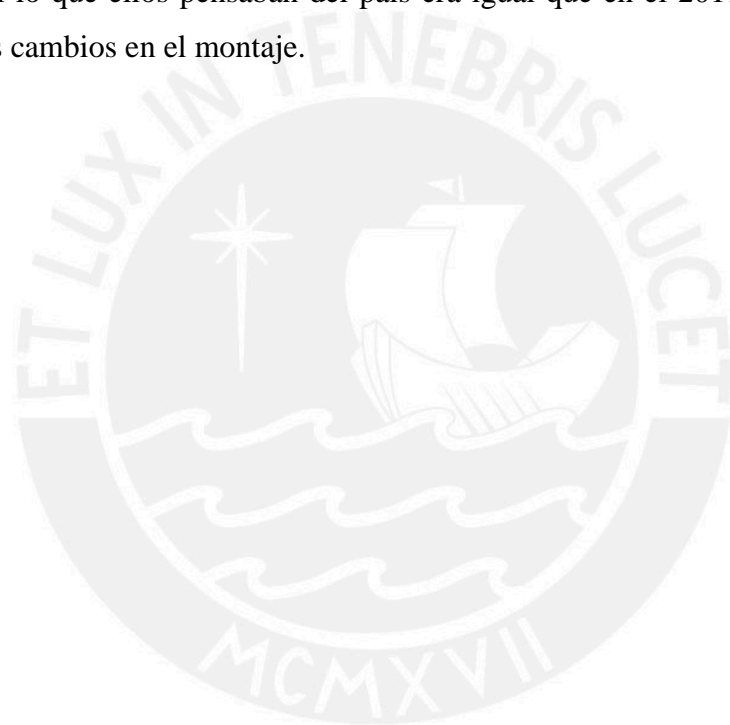 lo que ellos pensaban del país era igual que en el
cambios en el montaje.
ET LUX IN TENEBRIS LUCET
MCMXVII